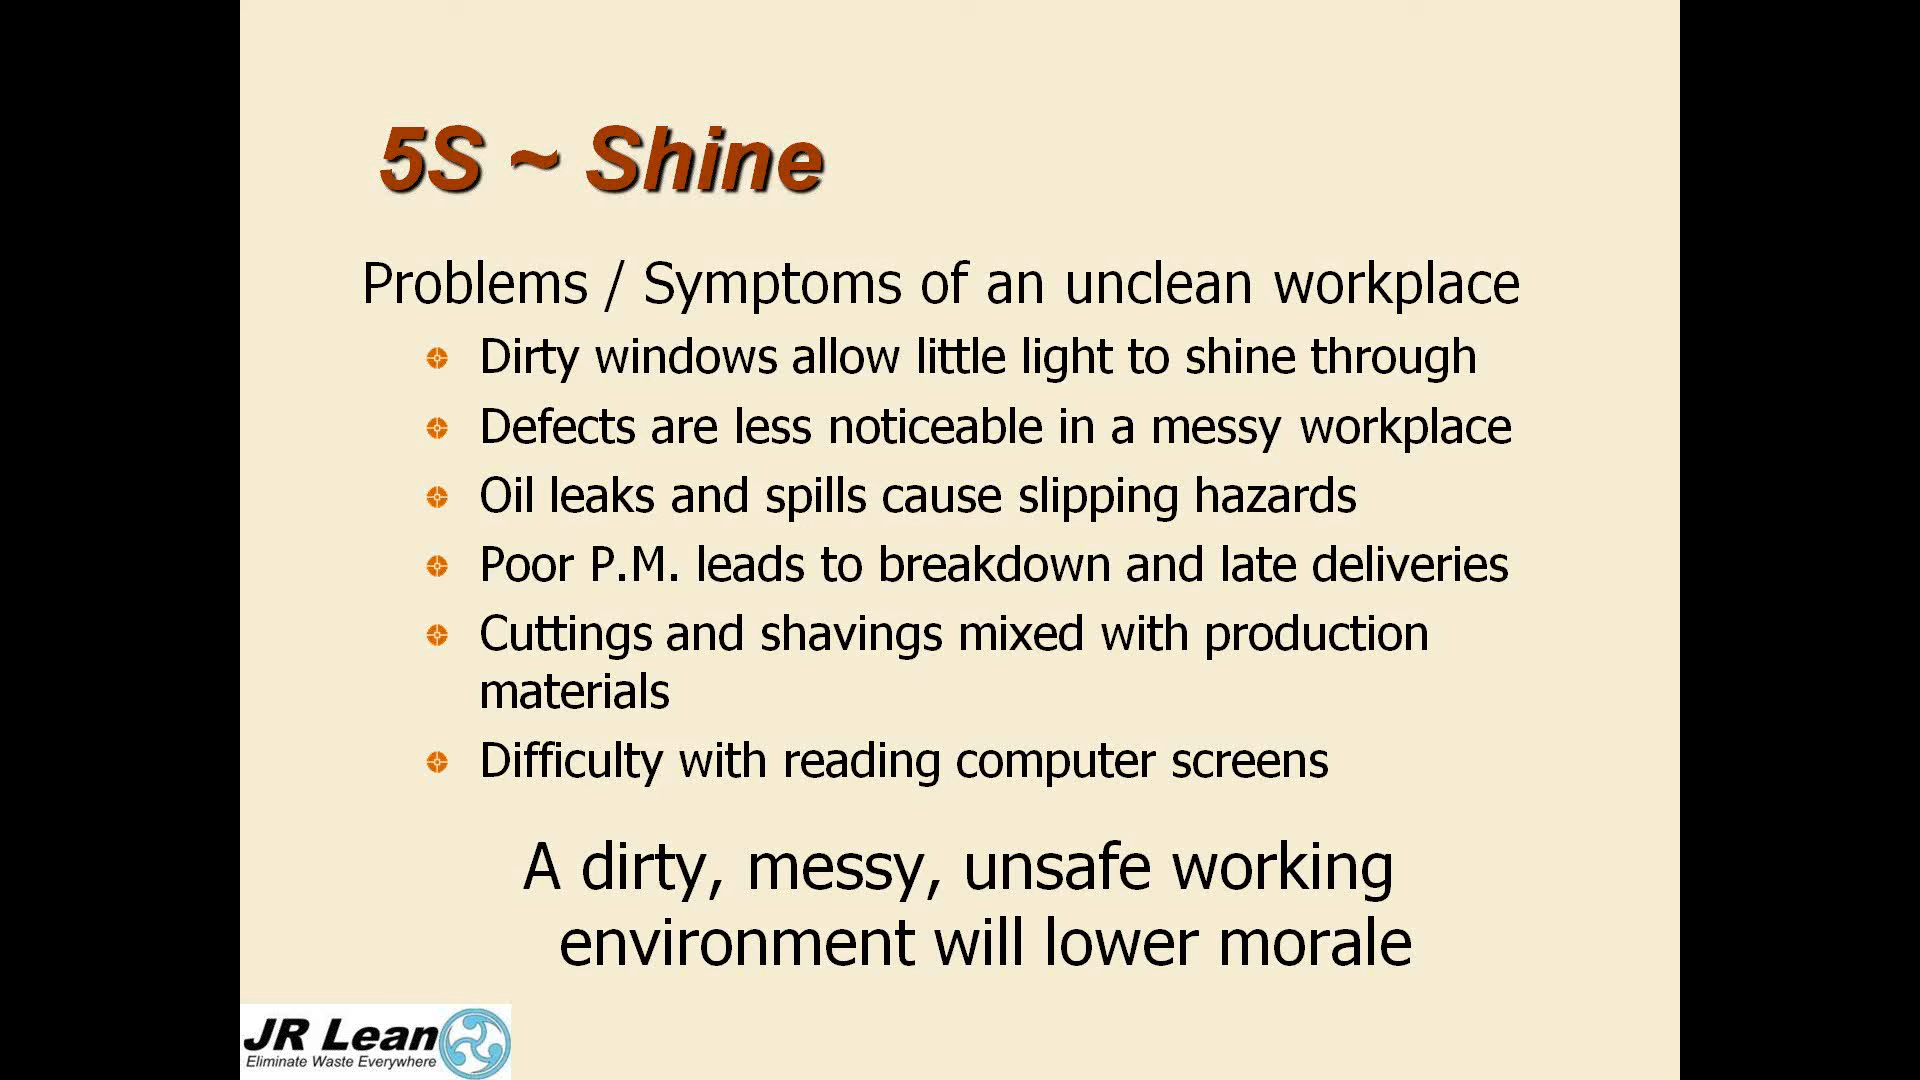 5S ~ Shine
Problems / Symptoms of an unclean workplace
Dirty windows allow little light to shine through
Defects are less noticeable in a messy workplace
Oil leaks and spills cause slipping hazards
Poor P.M. leads to breakdown and late deliveries
Cuttings and shavings mixed with production
materials
Difficulty with reading computer screens
A dirty, messy, unsafe working
environment will lower morale
JR Lean
Eliminate Waste Everywhere